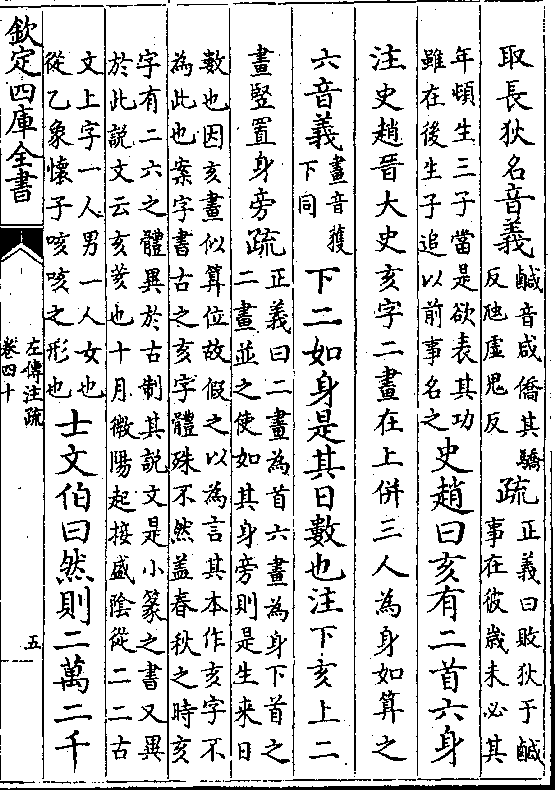 取長狄名音義鹹音咸僑其驕反虺虚鬼反疏正義曰敗狄于鹹事在彼歲未必其
年頓生三子當是欲表其功雖在後生子追以前事名之史趙曰亥有二首六身
注史趙晉大史亥字二畫在上併三人為身如算之
六音義畫音獲下同下二如身是其日數也注下亥上二
畫豎置身旁疏正義曰二畫為首六畫為身下首之二畫並之使如其身旁則是生來日
數也因亥畫似算位故假之以為言其本作亥字不
為此也案字書古之亥字體殊不然蓋春秋之時亥
字有二六之體異於古制其說文是小篆之書又異
於此說文云亥荄也十月微陽起接盛陰從二二古
文上字一人男一人女也從乙象懷子咳咳之形也士文伯曰然則二萬二千
欽定四庫全書
左傳注疏
卷四十
五